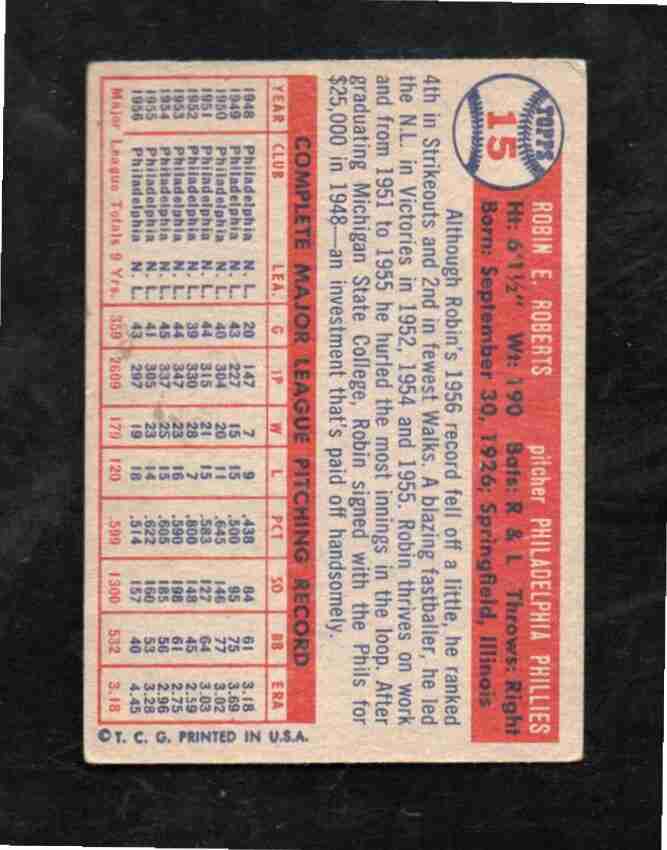 TOPPS
15
ROBIN E. ROBERTS pitcher PHILADELPHIA PHILLIES
Ht: 6'1½" Wt: 190 Bats: R & L Throws: Right
Born: September 30, 1926; Springfield, Illinois
Although Robin's 1956 record fell off a little, he ranked
4th in Strikeouts and 2nd in fewest Walks. A blazing fastballer, he led
the N.L. in Victories in 1952, 1954 and 1955. Robin thrives on work
and from 1951 to 1955 he hurled the most innings in the loop. After
graduating Michigan State College, Robin signed with the Phils for
$25,000 in 1948—an investment that's paid off handsomely.
COMPLETE MAJOR LEAGUE PITCHING RECORD
YEAR CLUB LEA. G IP W L PCT SO BB ERA
1948 Philadelphia N. L. 20 147 7 9 .438 84 61 3.18
1949 Philadelphia N. L. 43 227 15 15 .500 95 75 3.69
1950 Philadelphia N. L. 40 304 20 11 .645 146 77 3.02
1951 Philadelphia N. L. 44 315 21 15 .583 127 64 3.03
1952 Philadelphia N. L. 39 330 28 7 .800 148 45 2.59
1953 Philadelphia N. L. 44 347 23 16 .590 198 61 2.75
1954 Philadelphia N. L. 45 337 23 15 .605 185 56 2.96
1955 Philadelphia N. L. 41 305 23 14 .622 160 53 3.28
1956 Philadelphia N. L. 43 297 19 18 .514 157 40 4.45
Major League Totals 9 Yrs. 359 2609 179 120 .599 1300 532 3.18
©T. C. G. PRINTED IN U.S.A.